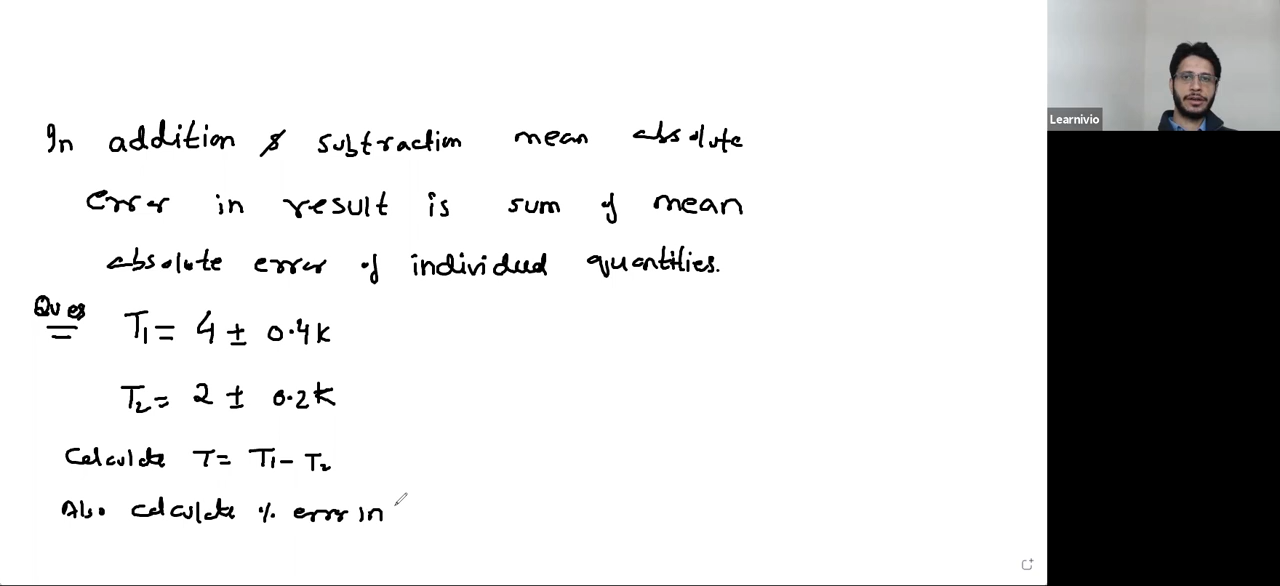 In addition & subtraction mean absolute
error in result is sum of mean
absolute error of individual quantities.
Ques T₁ = 4 ± 0.4K
T₂ = 2 ± 0.2K
Calculate T = T₁ - T₂
Also calculate % error in
Learnivio